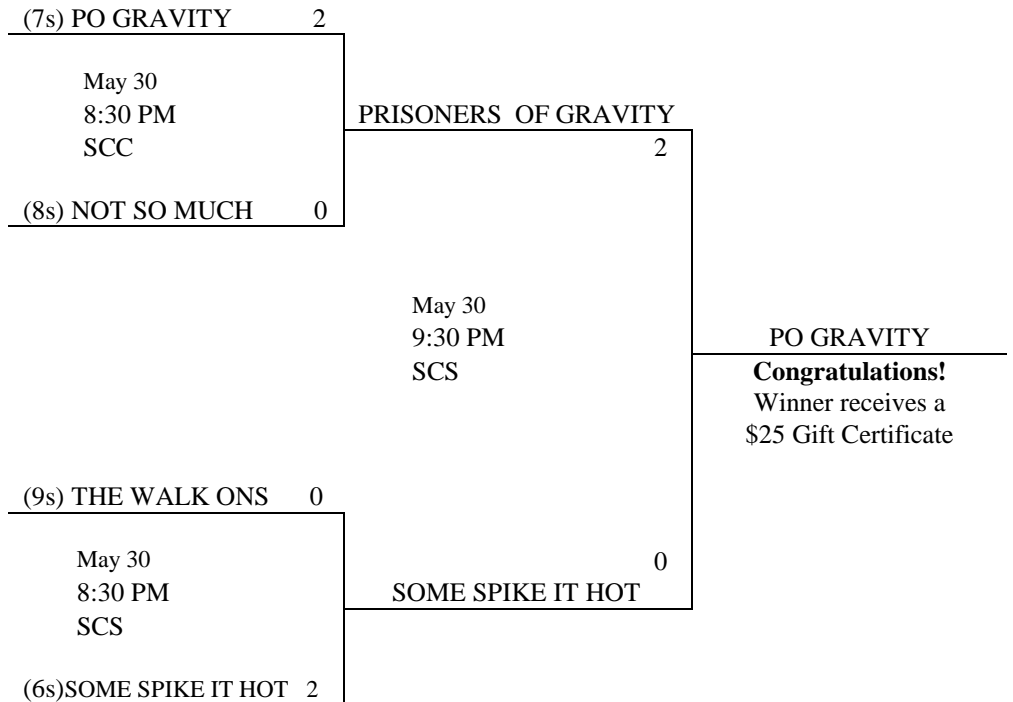 (7s) PO GRAVITY 2
May 30
8:30 PM
SCC
PRISONERS OF GRAVITY
2
(8s) NOT SO MUCH 0
May 30
9:30 PM
SCS
PO GRAVITY
Congratulations!
Winner receives a
$25 Gift Certificate
(9s) THE WALK ONS 0
May 30
8:30 PM
SCS
0
SOME SPIKE IT HOT
(6s)SOME SPIKE IT HOT 2